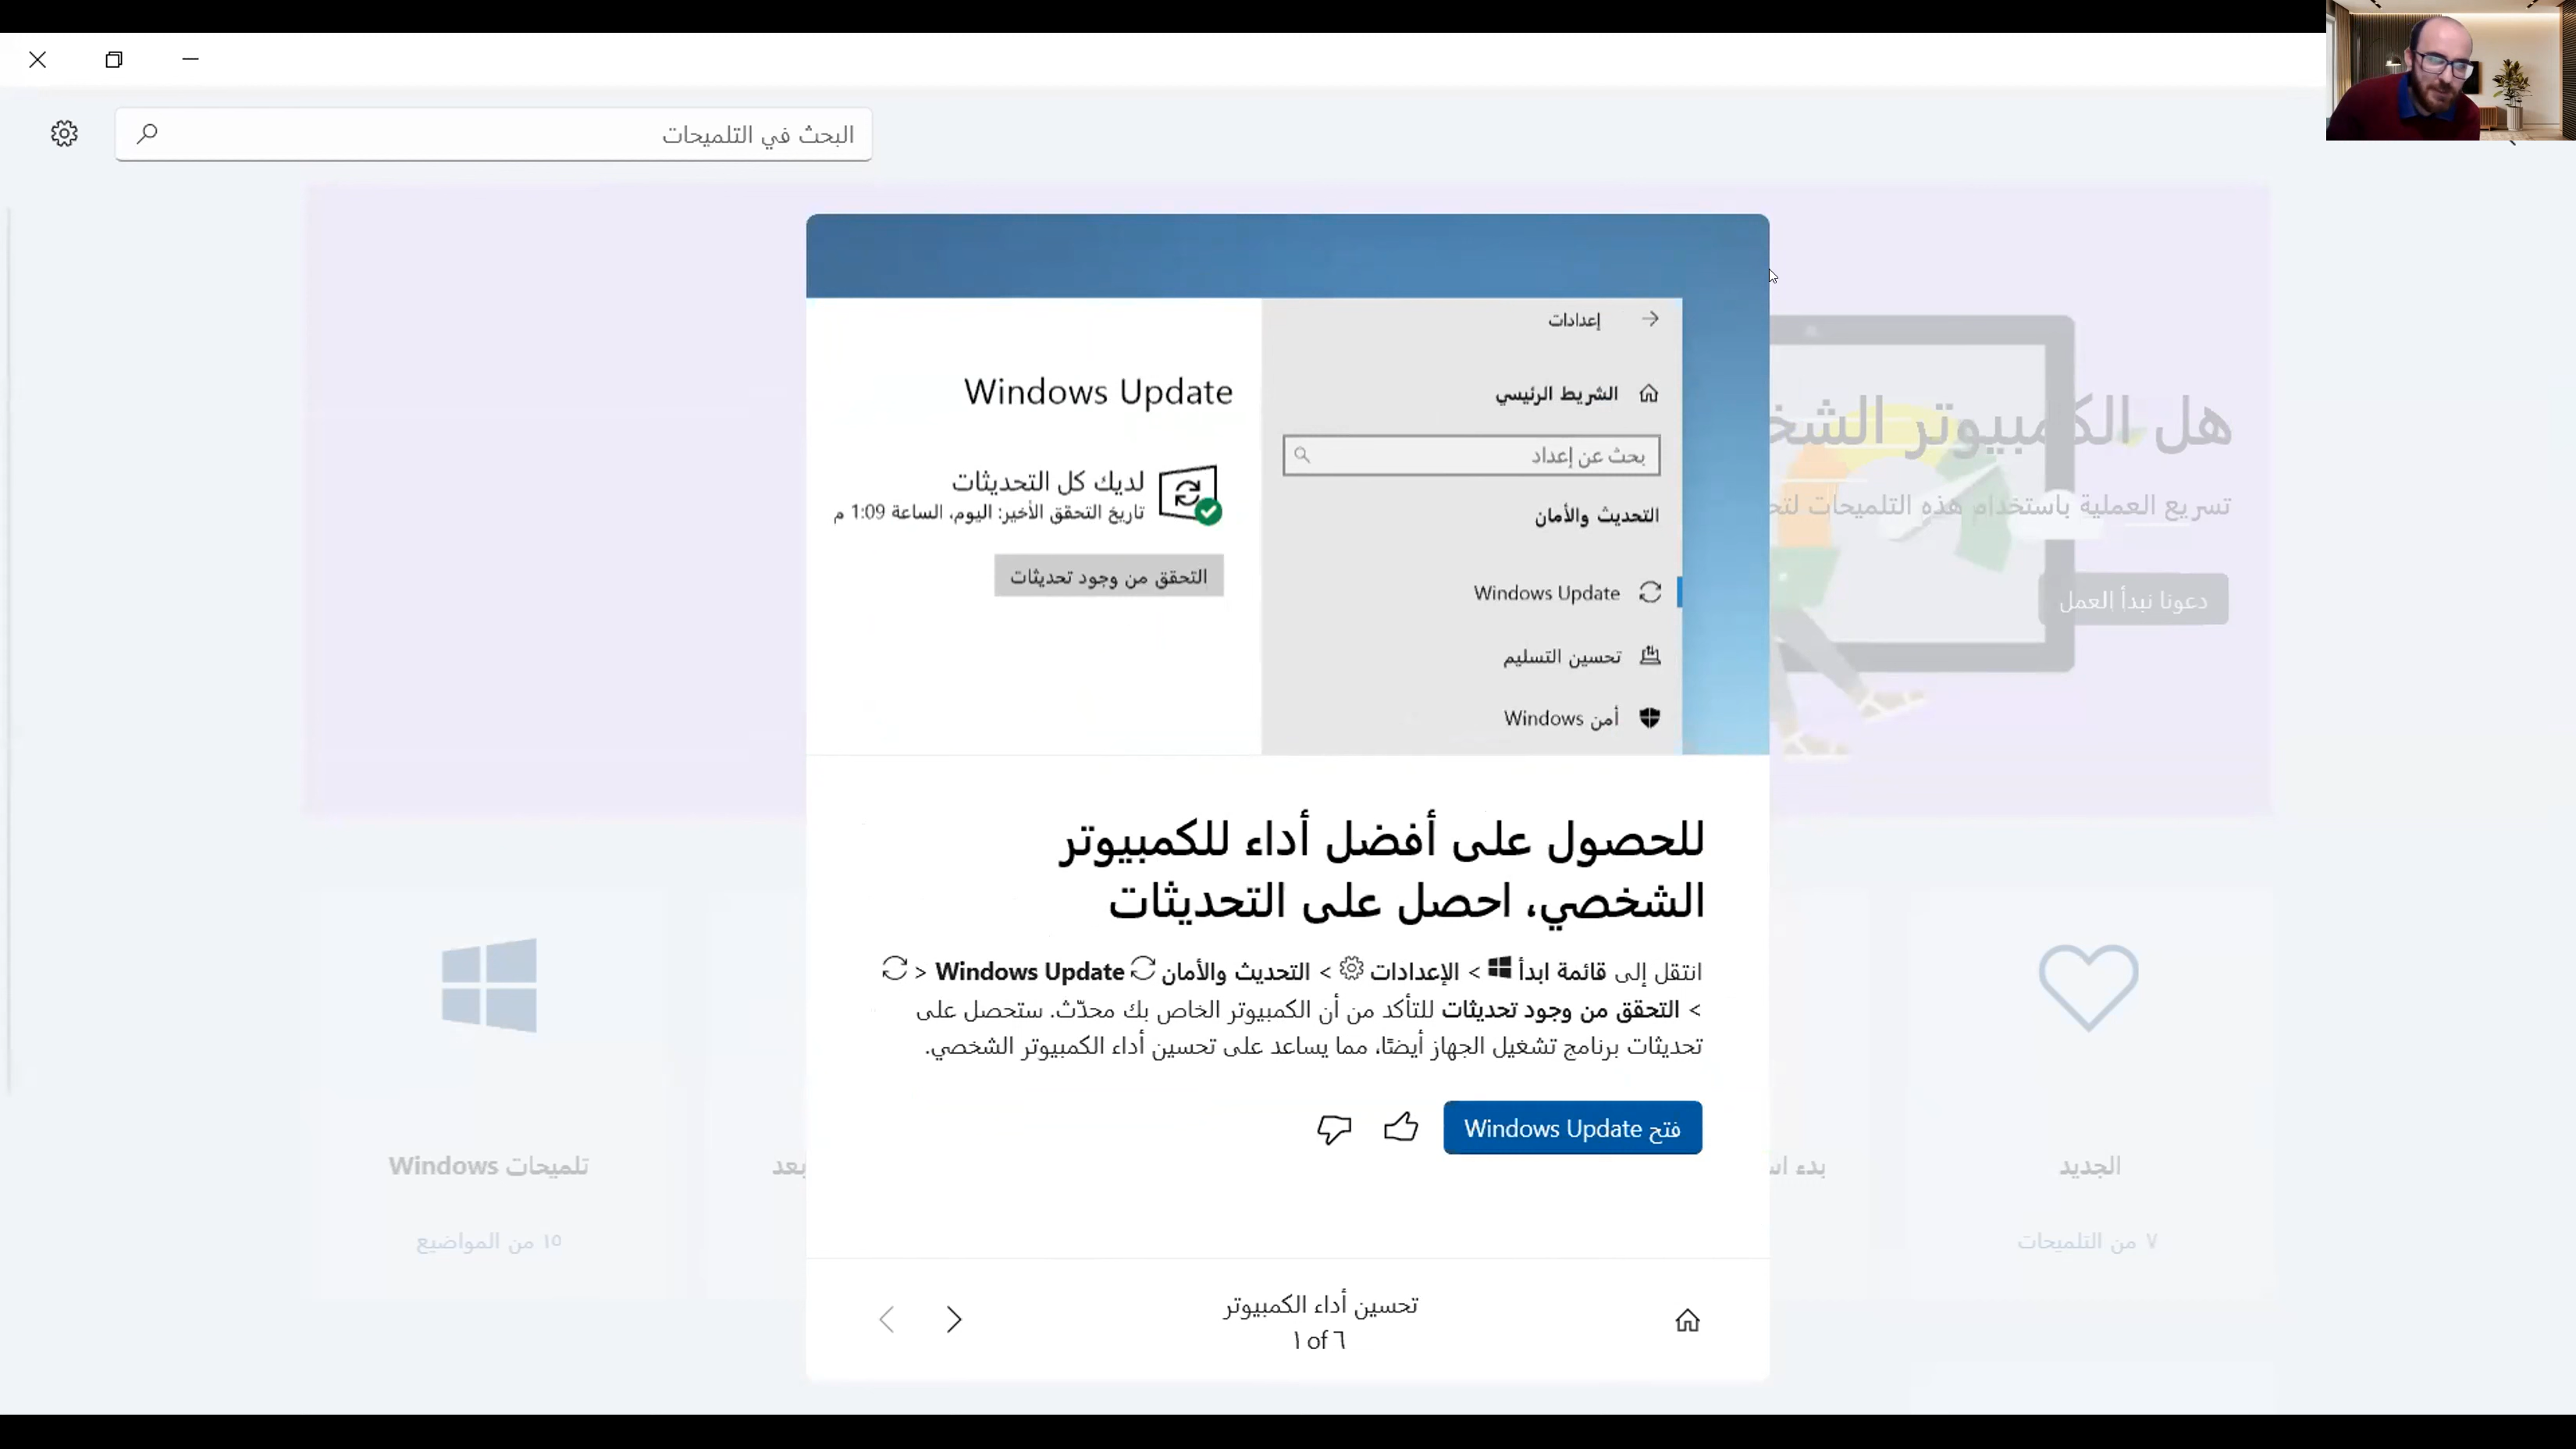 البحث في التلميحات
إعدادات
الشريط الرئيسي
بحث عن إعداد
التحديث والأمان
Windows Update
تحسين التسليم
أمن Windows
Windows Update
لديك كل التحديثات
تاريخ التحقق الأخير: اليوم، الساعة 1:09 م
التحقق من وجود تحديثات
هل الكمبيوتر
تسريع العملية باستخدام هذه التلميحات
دعونا نبدأ العمل
للحصول على أفضل أداء للكمبيوتر
الشخصي، احصل على التحديثات
انتقل إلى قائمة ابدأ > الإعدادات > التحديث والأمان Windows Update >
> التحقق من وجود تحديثات للتأكد من أن الكمبيوتر الخاص بك محدّث. ستحصل على
تحديثات برنامج تشغيل الجهاز أيضًا، مما يساعد على تحسين أداء الكمبيوتر الشخصي.
فتح Windows Update
الجديد
٧ من التلميحات
بدء
تلميحات Windows
١٥ من المواضيع
تحسين أداء الكمبيوتر
١ of ٦